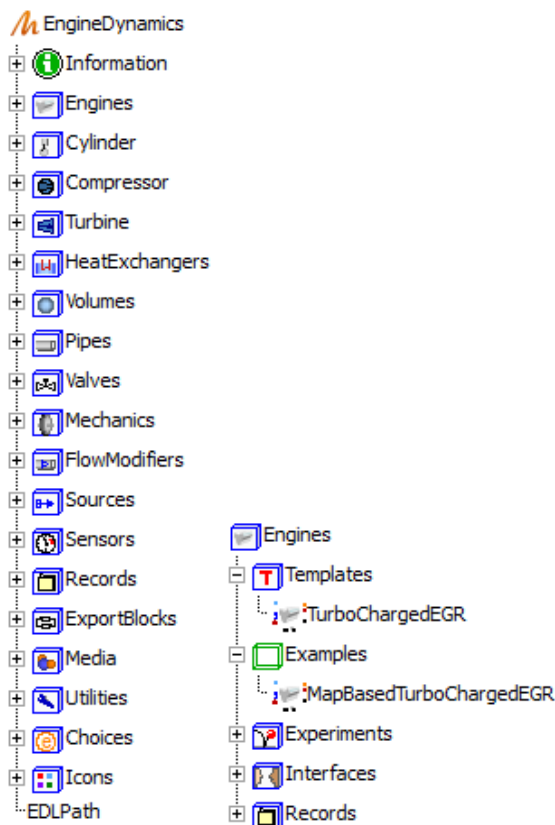 EngineDynamics
Information
Engines
Cylinder
Compressor
Turbine
HeatExchangers
Volumes
Pipes
Valves
Mechanics
FlowModifiers
Sources
Sensors
Records
ExportBlocks
Media
Utilities
Choices
Icons
EDLPath
Engines
T Templates
TurboChargedEGR
Examples
MapBasedTurboChargedEGR
Experiments
Interfaces
Records